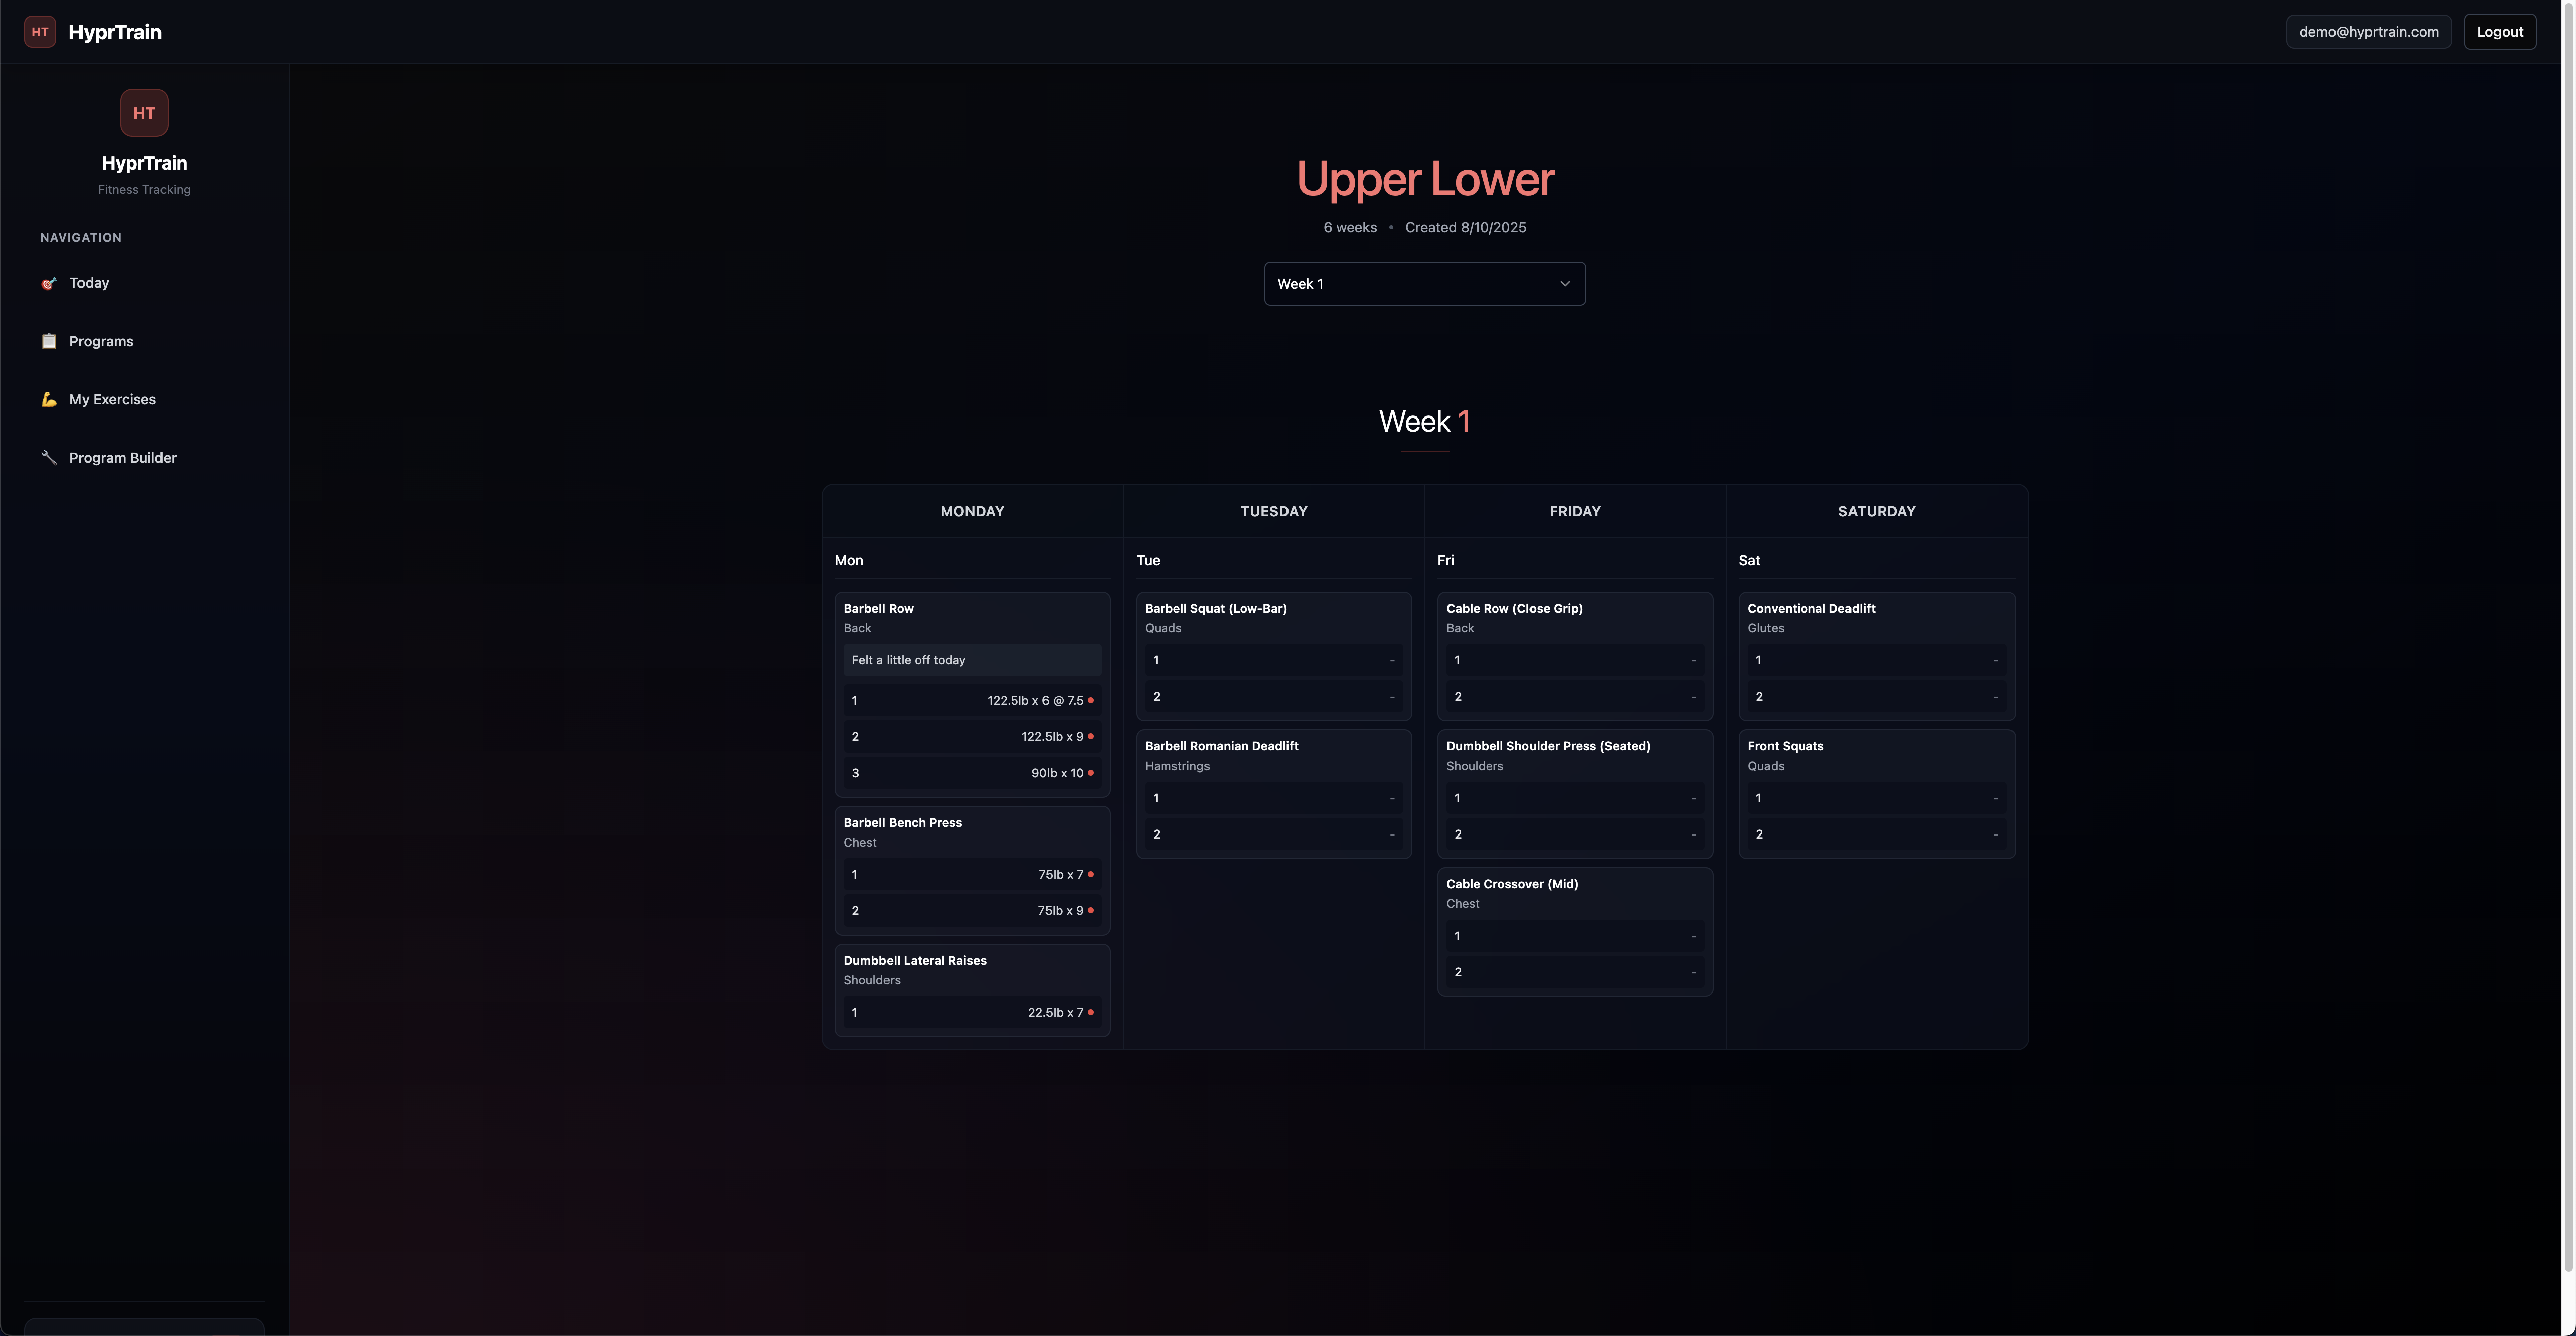 HT HyprTrain demo@hyprtrain.com Logout
HT
HyprTrain
Fitness Tracking
NAVIGATION
Today
Programs
My Exercises
Program Builder
Upper Lower
6 weeks • Created 8/10/2025
Week 1
Week 1
MONDAY
Mon
Barbell Row
Back
Felt a little off today
1 122.5lb x 6 @ 7.5
2 122.5lb x 9
3 90lb x 10
Barbell Bench Press
Chest
1 75lb x 7
2 75lb x 9
Dumbbell Lateral Raises
Shoulders
1 22.5lb x 7
TUESDAY
Tue
Barbell Squat (Low-Bar)
Quads
1 -
2 -
Barbell Romanian Deadlift
Hamstrings
1 -
2 -
FRIDAY
Fri
Cable Row (Close Grip)
Back
1 -
2 -
Dumbbell Shoulder Press (Seated)
Shoulders
1 -
2 -
Cable Crossover (Mid)
Chest
1 -
2 -
SATURDAY
Sat
Conventional Deadlift
Glutes
1 -
2 -
Front Squats
Quads
1 -
2 -